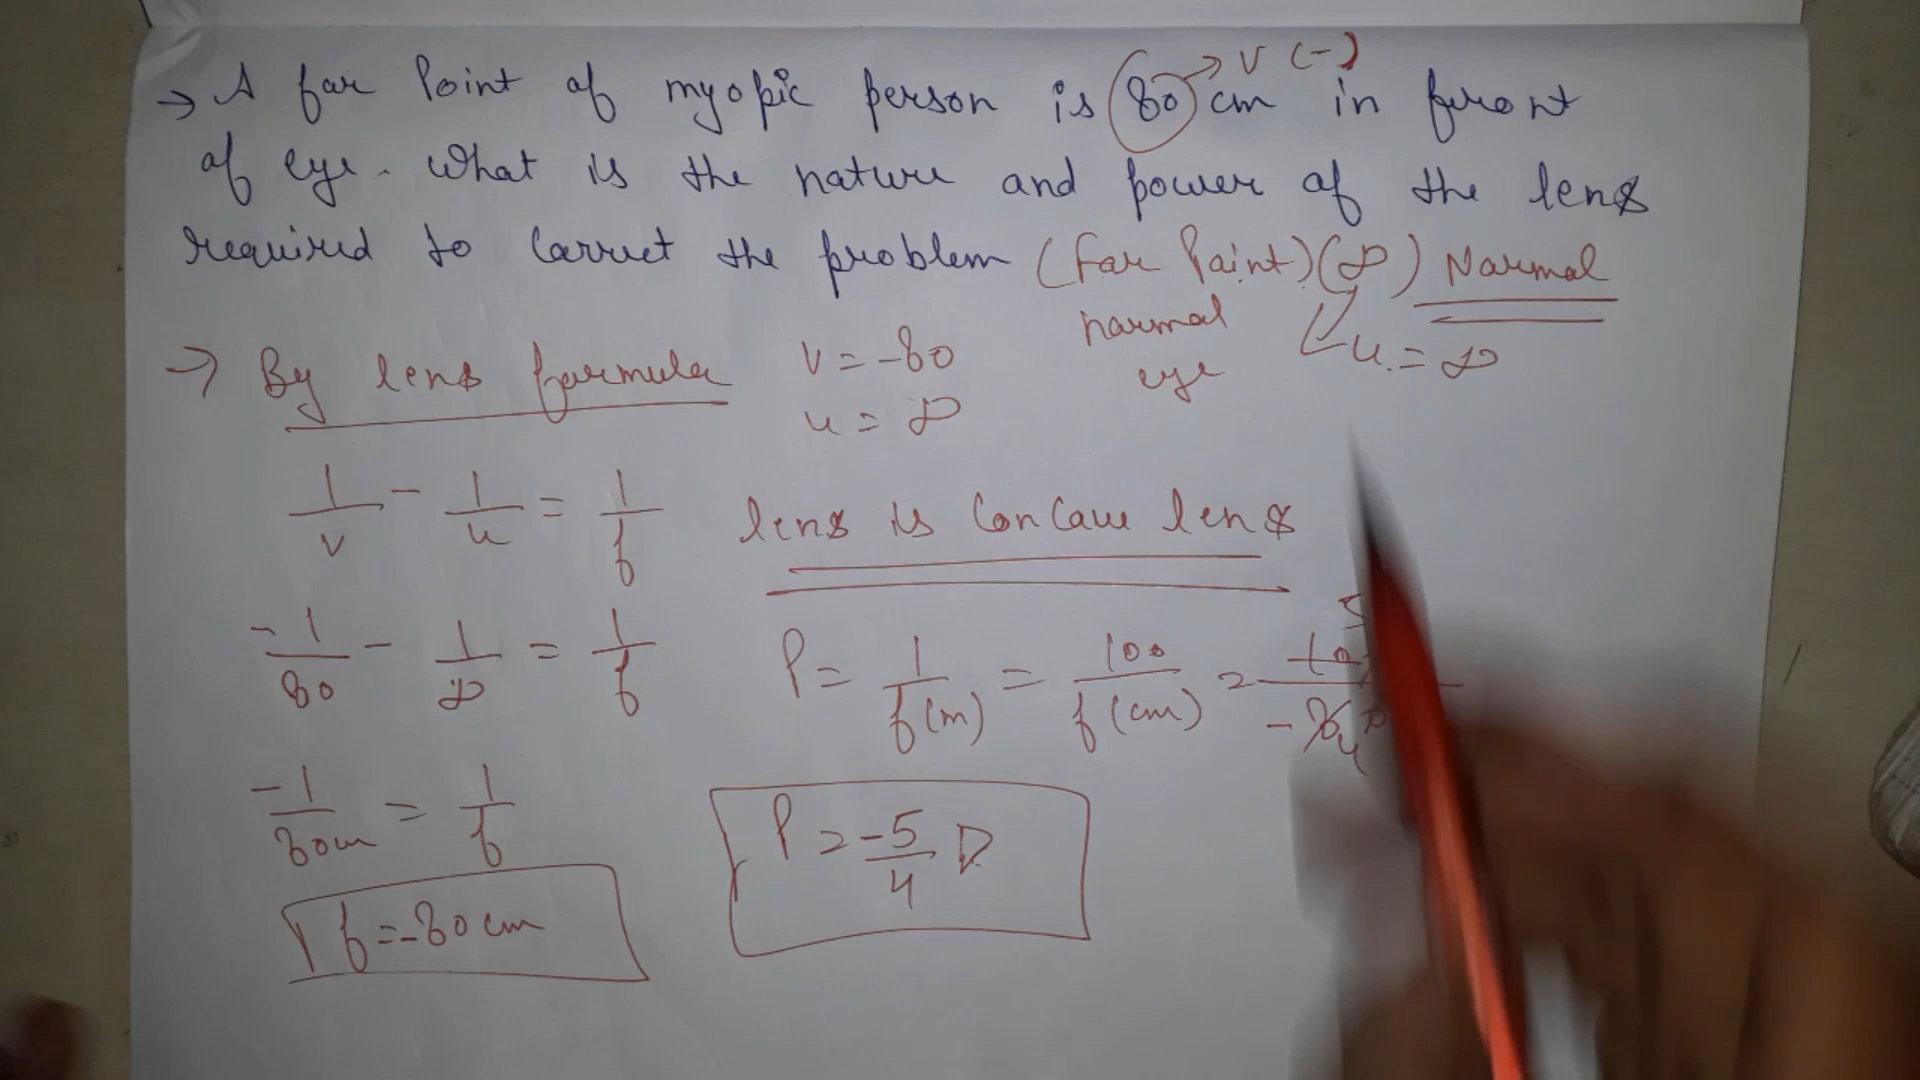 → A far Point of myopic person is 80 cm in front → v (-)
of eye. What is the nature and power of the lens
required to correct the problem (Far Point) (∞) Normal
normal eye
u = ∞
→ By lens formula
v = -80
u = ∞
1/v - 1/u = 1/f
lens is Concave lens
-1/80 - 1/∞ = 1/f
P = 1/f(m) = 100/f(cm) =
-1/80cm = 1/f
P = -5/4 D
f = -80 cm